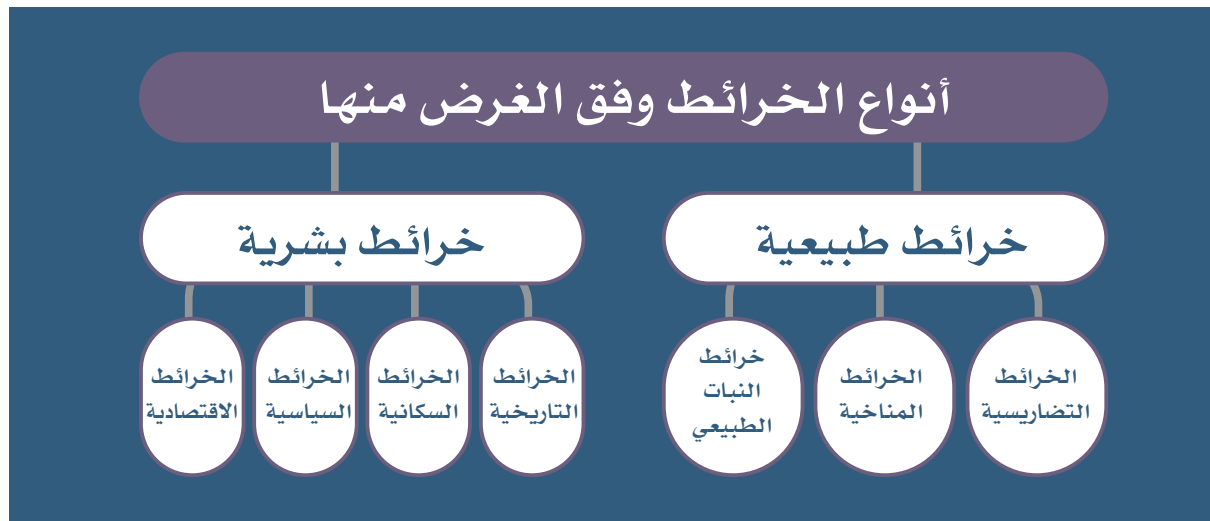 أنواع الخرائط وفق الغرض منها
خرائط طبيعية
خرائط بشرية
الخرائط
التضاريسية
الخرائط
المناخية
خرائط
النبات
الطبيعي
الخرائط
التاريخية
الخرائط
السكانية
الخرائط
السياسية
الخرائط
الاقتصادية